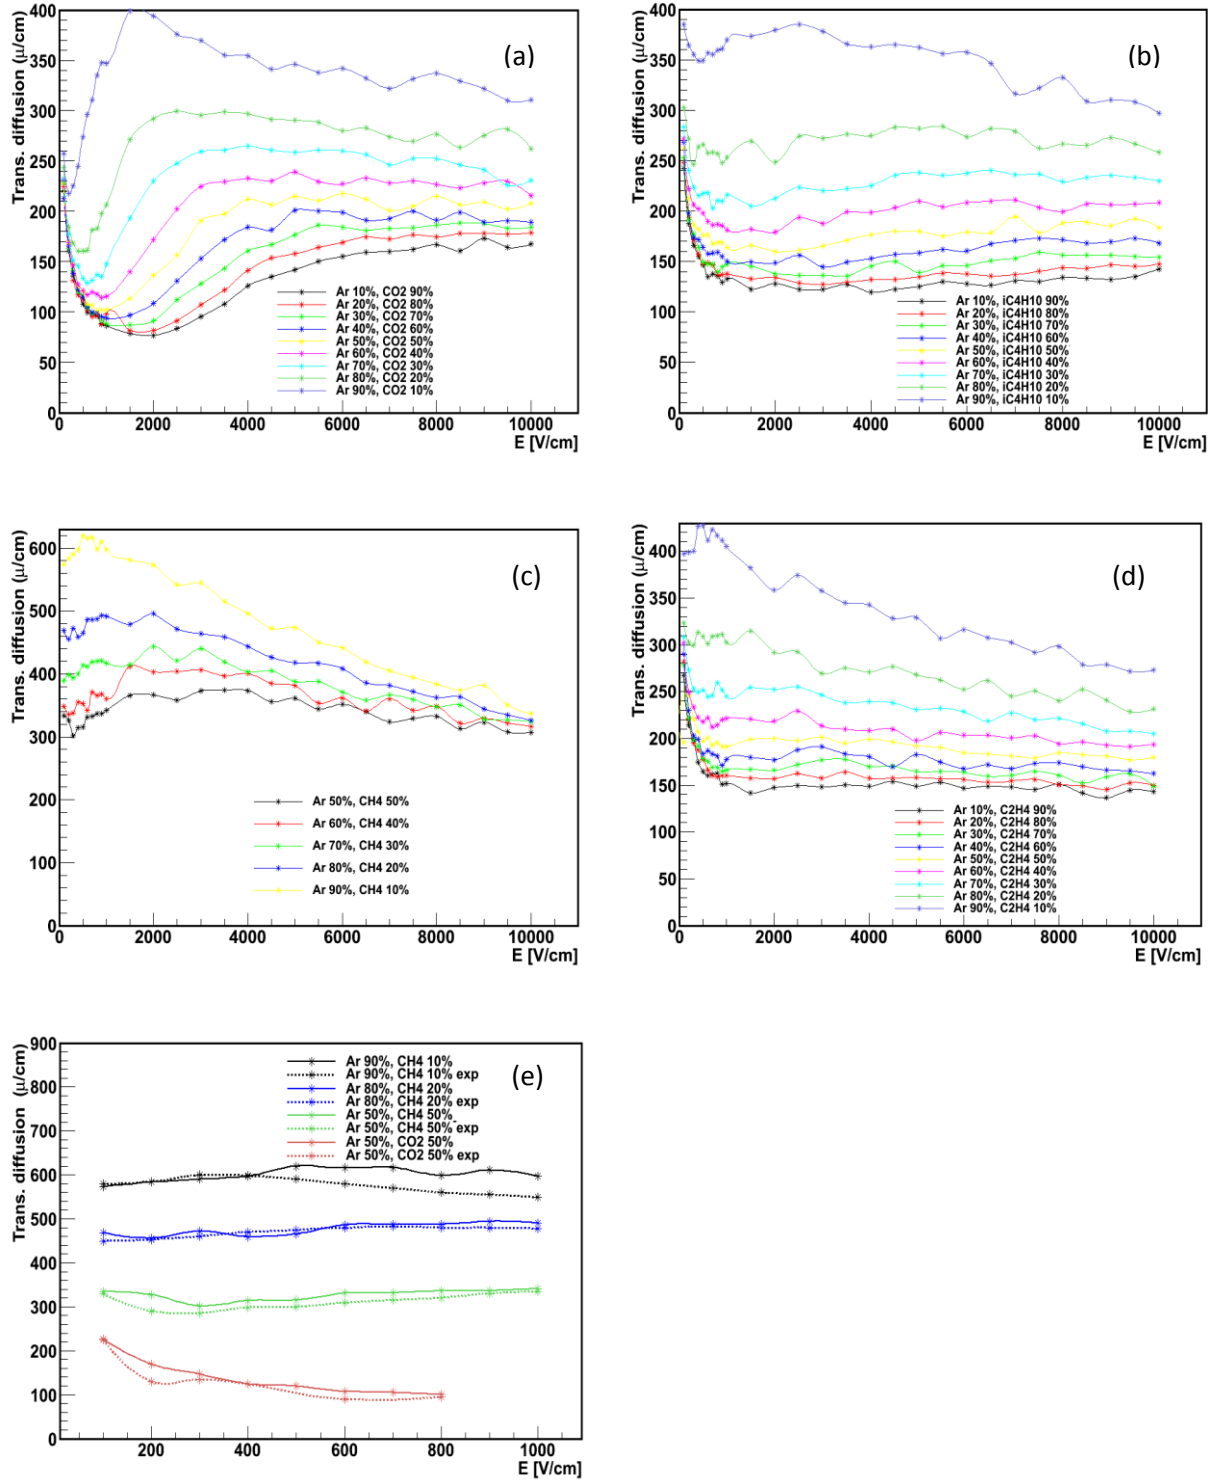 Trans. diffusion (μ/cm)
400
350
300
250
200
150
100
50
0
(a)
Ar 10%, CO2 90%
Ar 20%, CO2 80%
Ar 30%, CO2 70%
Ar 40%, CO2 60%
Ar 50%, CO2 50%
Ar 60%, CO2 40%
Ar 70%, CO2 30%
Ar 80%, CO2 20%
Ar 90%, CO2 10%
0 2000 4000 6000 8000 10000
E [V/cm]
Trans. diffusion (μ/cm)
400
350
300
250
200
150
100
50
0
(b)
Ar 10%, iC4H10 90%
Ar 20%, iC4H10 80%
Ar 30%, iC4H10 70%
Ar 40%, iC4H10 60%
Ar 50%, iC4H10 50%
Ar 60%, iC4H10 40%
Ar 70%, iC4H10 30%
Ar 80%, iC4H10 20%
Ar 90%, iC4H10 10%
0 2000 4000 6000 8000 10000
E [V/cm]
Trans. diffusion (μ/cm)
600
500
400
300
200
100
0
(c)
Ar 50%, CH4 50%
Ar 60%, CH4 40%
Ar 70%, CH4 30%
Ar 80%, CH4 20%
Ar 90%, CH4 10%
0 2000 4000 6000 8000 10000
E [V/cm]
Trans. diffusion (μ/cm)
400
350
300
250
200
150
100
50
0
(d)
Ar 10%, C2H4 90%
Ar 20%, C2H4 80%
Ar 30%, C2H4 70%
Ar 40%, C2H4 60%
Ar 50%, C2H4 50%
Ar 60%, C2H4 40%
Ar 70%, C2H4 30%
Ar 80%, C2H4 20%
Ar 90%, C2H4 10%
0 2000 4000 6000 8000 10000
E [V/cm]
Trans. diffusion (μ/cm)
900
800
700
600
500
400
300
200
100
0
(e)
Ar 90%, CH4 10%
Ar 90%, CH4 10% exp
Ar 80%, CH4 20%
Ar 80%, CH4 20% exp
Ar 50%, CH4 50%
Ar 50%, CH4 50% exp
Ar 50%, CO2 50%
Ar 50%, CO2 50% exp
200 400 600 800 1000
E [V/cm]